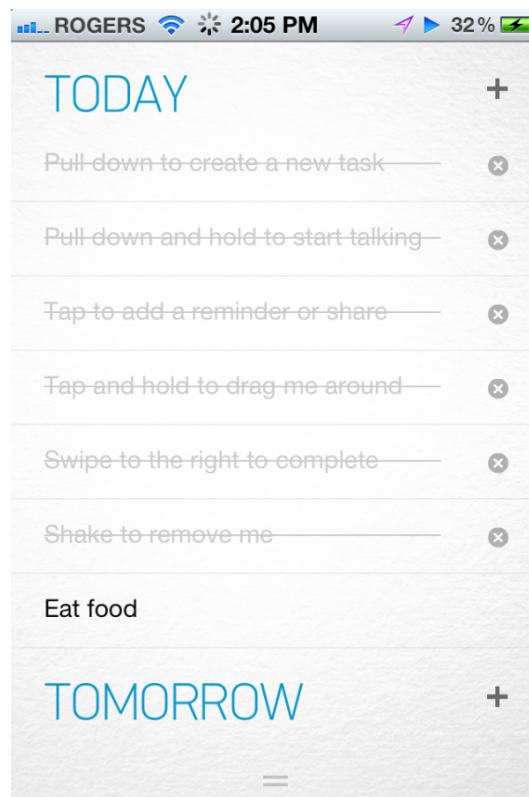 ROGERS 2:05 PM 32%
TODAY
Pull down to create a new task
Pull down and hold to start talking
Tap to add a reminder or share
Tap and hold to drag me around
Swipe to the right to complete
Shake to remove me
Eat food
TOMORROW